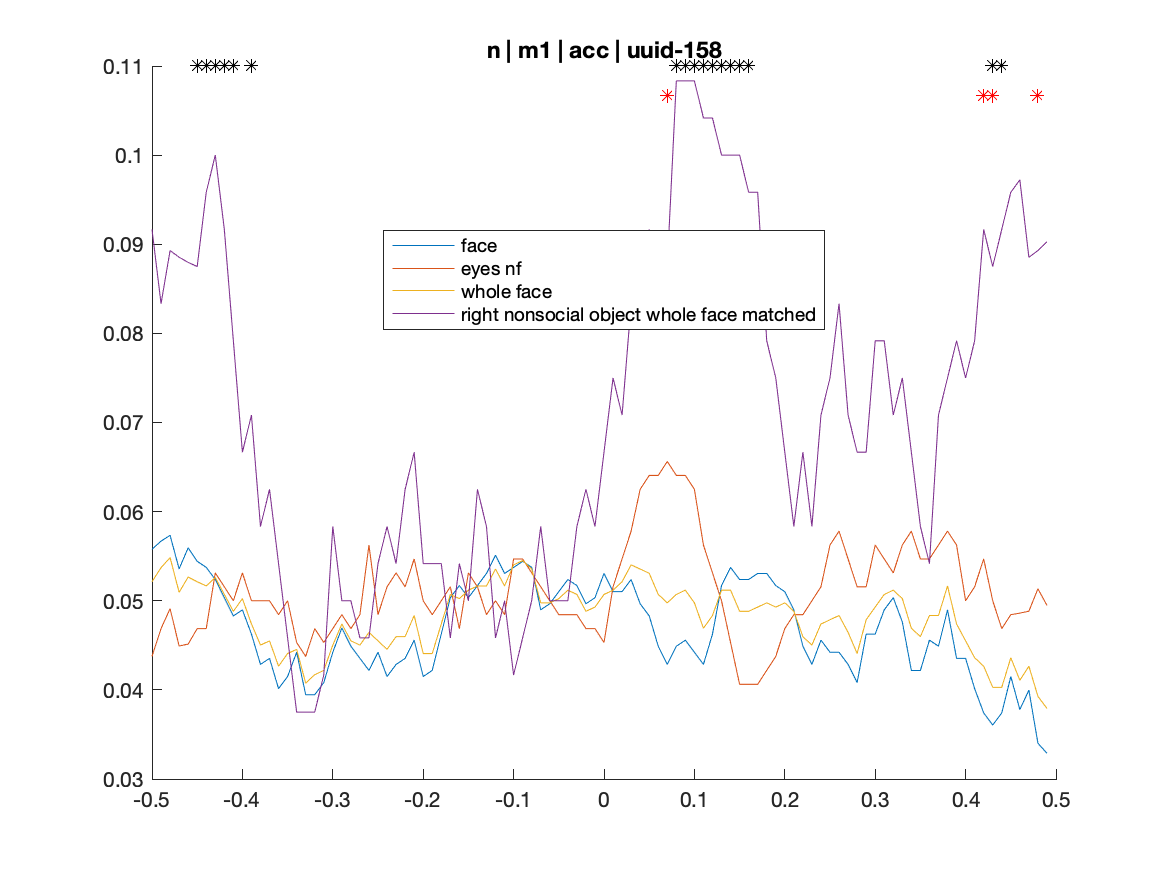 n | m1 | acc | uuid-158
0.11
0.1
0.09
0.08
0.07
0.06
0.05
0.04
0.03
face
eyes nf
whole face
right nonsocial object whole face matched
-0.5 -0.4 -0.3 -0.2 -0.1 0 0.1 0.2 0.3 0.4 0.5